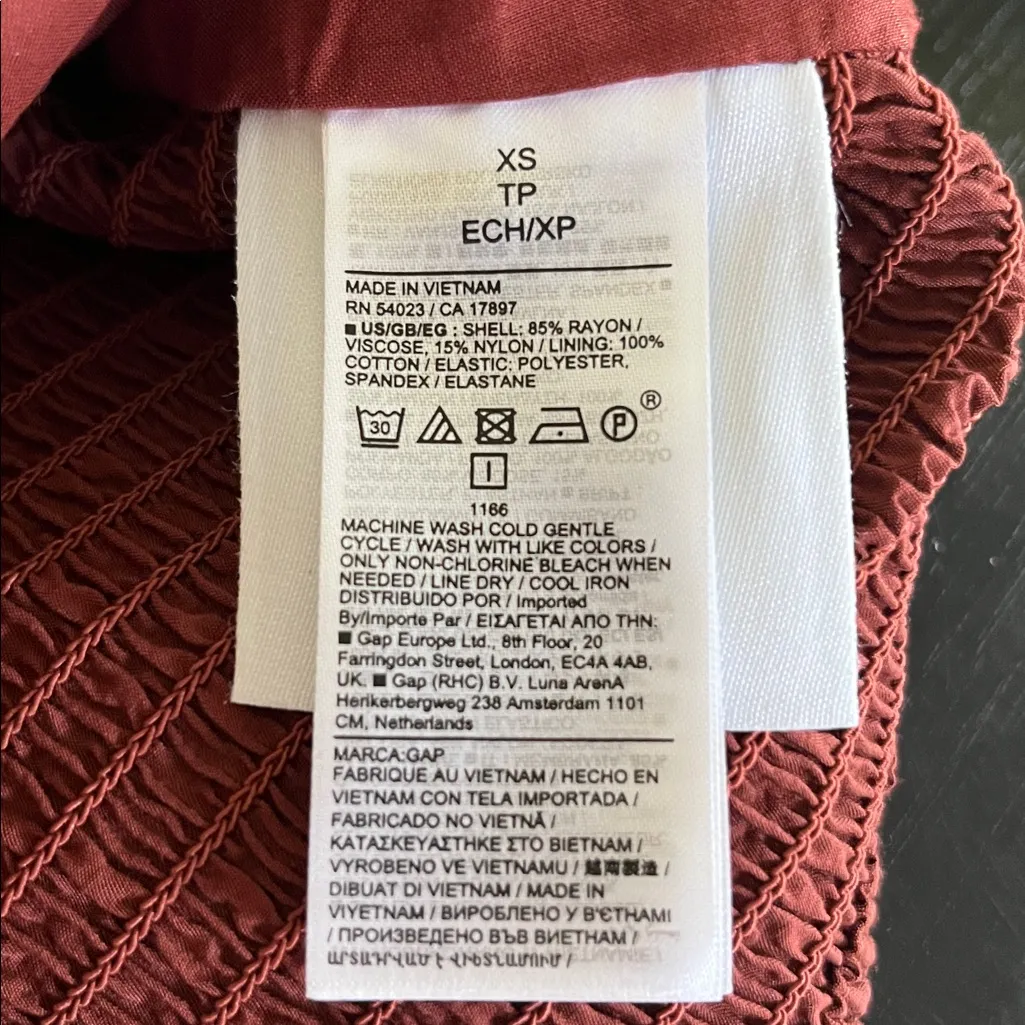 XS
TP
ECH/XP
MADE IN VIETNAM
RN 54023 / CA 17897
■ US/GB/EG : SHELL: 85% RAYON /
VISCOSE, 15% NYLON / LINING: 100%
COTTON / ELASTIC: POLYESTER,
SPANDEX / ELASTANE
30 P ®
1166
MACHINE WASH COLD GENTLE
CYCLE / WASH WITH LIKE COLORS /
ONLY NON-CHLORINE BLEACH WHEN
NEEDED / LINE DRY / COOL IRON
DISTRIBUIDO POR / Imported
By/Importe Par / ΕΙΣΑΓΕΤΑΙ ΑΠΟ ΤΗΝ:
■ Gap Europe Ltd., 8th Floor, 20
Farringdon Street, London, EC4A 4AB,
UK. ■ Gap (RHC) B.V. Luna ArenA
Herikerbergweg 238 Amsterdam 1101
CM, Netherlands
MARCA:GAP
FABRIQUE AU VIETNAM / HECHO EN
VIETNAM CON TELA IMPORTADA /
FABRICADO NO VIETNÃ /
ΚΑΤΑΣΚΕΥΑΣΤΗΚΕ ΣΤΟ ΒΙΕΤΝΑΜ /
VYROBENO VE VIETNAMU / 越南製造 /
DIBUAT DI VIETNAM / MADE IN
VIYETNAM / ВИРОБЛЕНО У В'ЄТНАМІ
/ ПРОИЗВЕДЕНО ВЪВ ВИЕТНАМ /
ԱՐՏԱԴՐՎԱԾ Է ՎԻԵՏՆԱՄՈՒՄ /